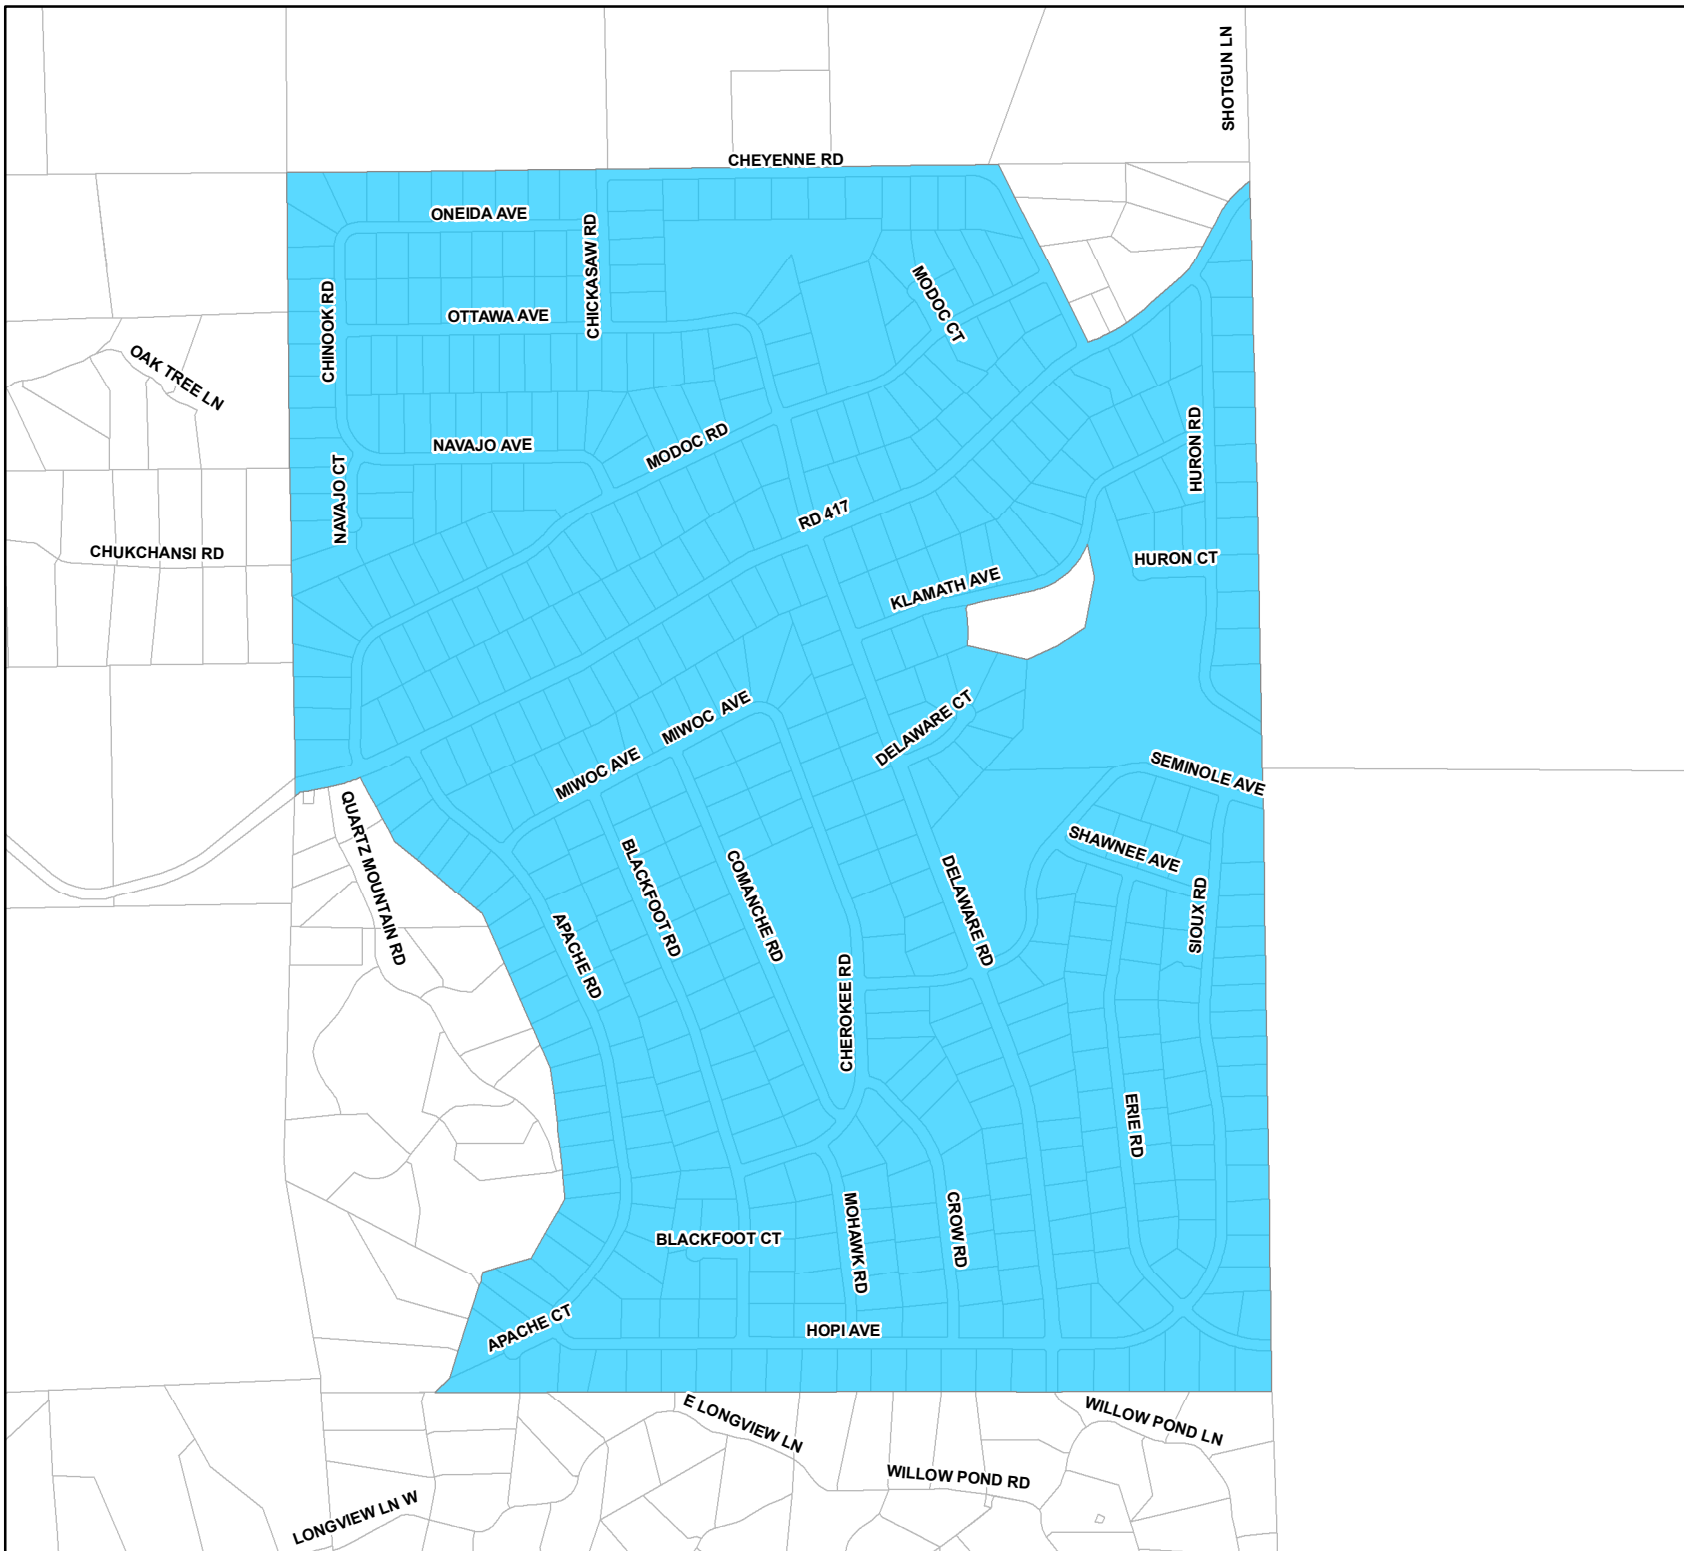 SHOTGUN LN
CHEYENNE RD
ONEIDA AVE
CHICKASAW RD
MODOC CT
CHINOOK RD
OTTAWA AVE
OAK TREE LN
NAVAJO AVE
MODOC RD
HURON RD
NAVAJO CT
RD 417
CHUKCHANSI RD
HURON CT
KLAMATH AVE
MIWOC AVE
MIWOC AVE
DELAWARE CT
SEMINOLE AVE
QUARTZ MOUNTAIN RD
SHAWNEE AVE
BLACKFOOT RD
COMANCHE RD
DELAWARE RD
SIOUX RD
APACHE RD
CHEROKEE RD
ERIE RD
MOHAWK RD
CROW RD
BLACKFOOT CT
APACHE CT
HOPI AVE
E LONGVIEW LN
WILLOW POND LN
WILLOW POND RD
LONGVIEW LN W